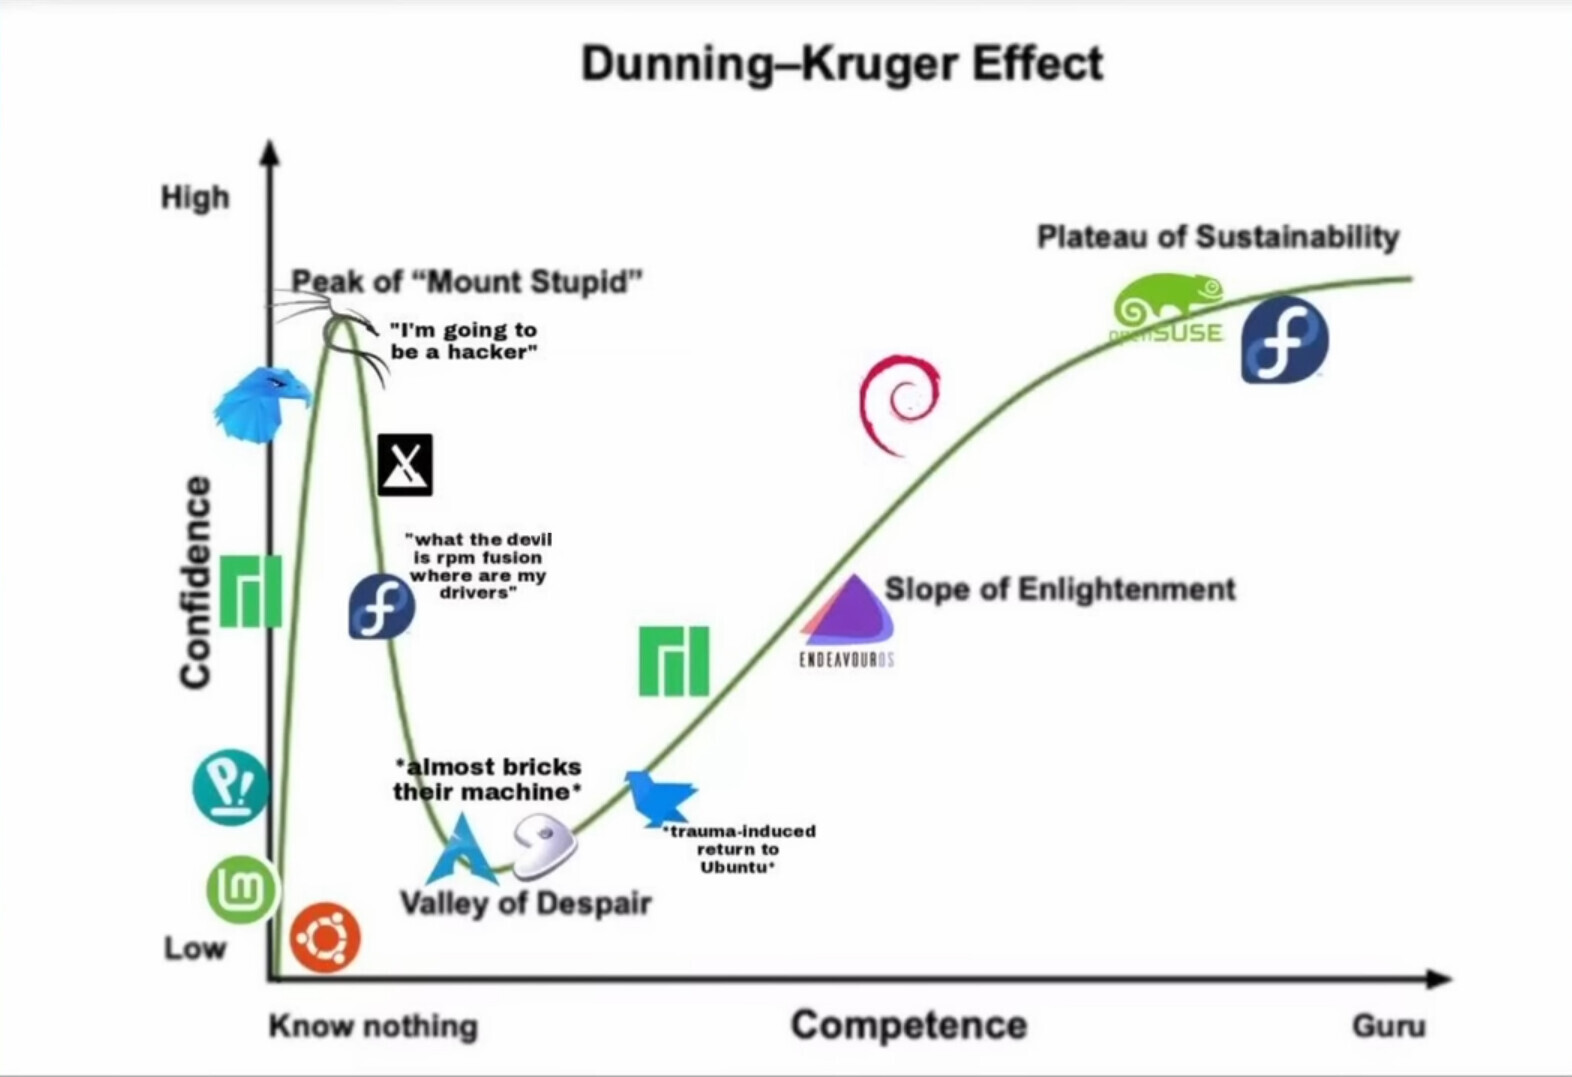 Dunning–Kruger Effect
High
Plateau of Sustainability
Peak of “Mount Stupid”
"I'm going to
be a hacker"
openSUSE
Confidence
"what the devil
is rpm fusion
where are my
drivers"
Slope of Enlightenment
ENDEAVOUROS
*almost bricks
their machine*
P!
*trauma-induced
return to
Ubuntu*
lm
Valley of Despair
Low
Know nothing
Competence
Guru